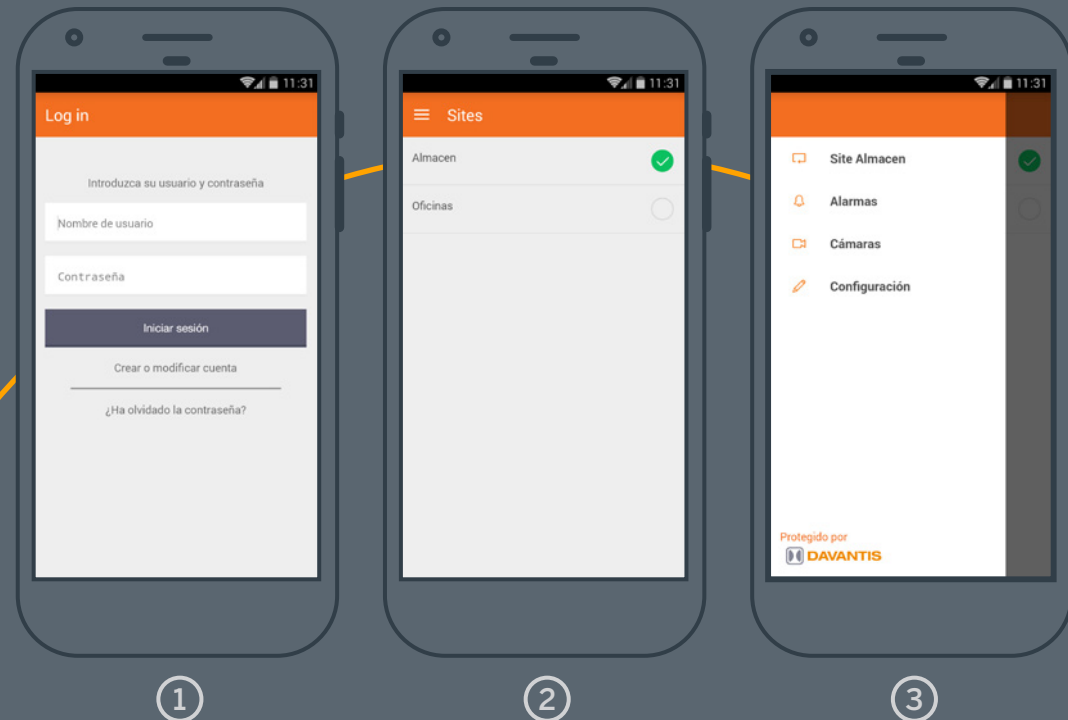 11:31
Log in
Introduzca su usuario y contraseña
Nombre de usuario
Contraseña
Iniciar sesión
Crear o modificar cuenta
¿Ha olvidado la contraseña?
1
11:31
Sites
Almacen
Oficinas
2
11:31
Site Almacen
Alarmas
Cámaras
Configuración
Protegido por
DAVANTIS
3